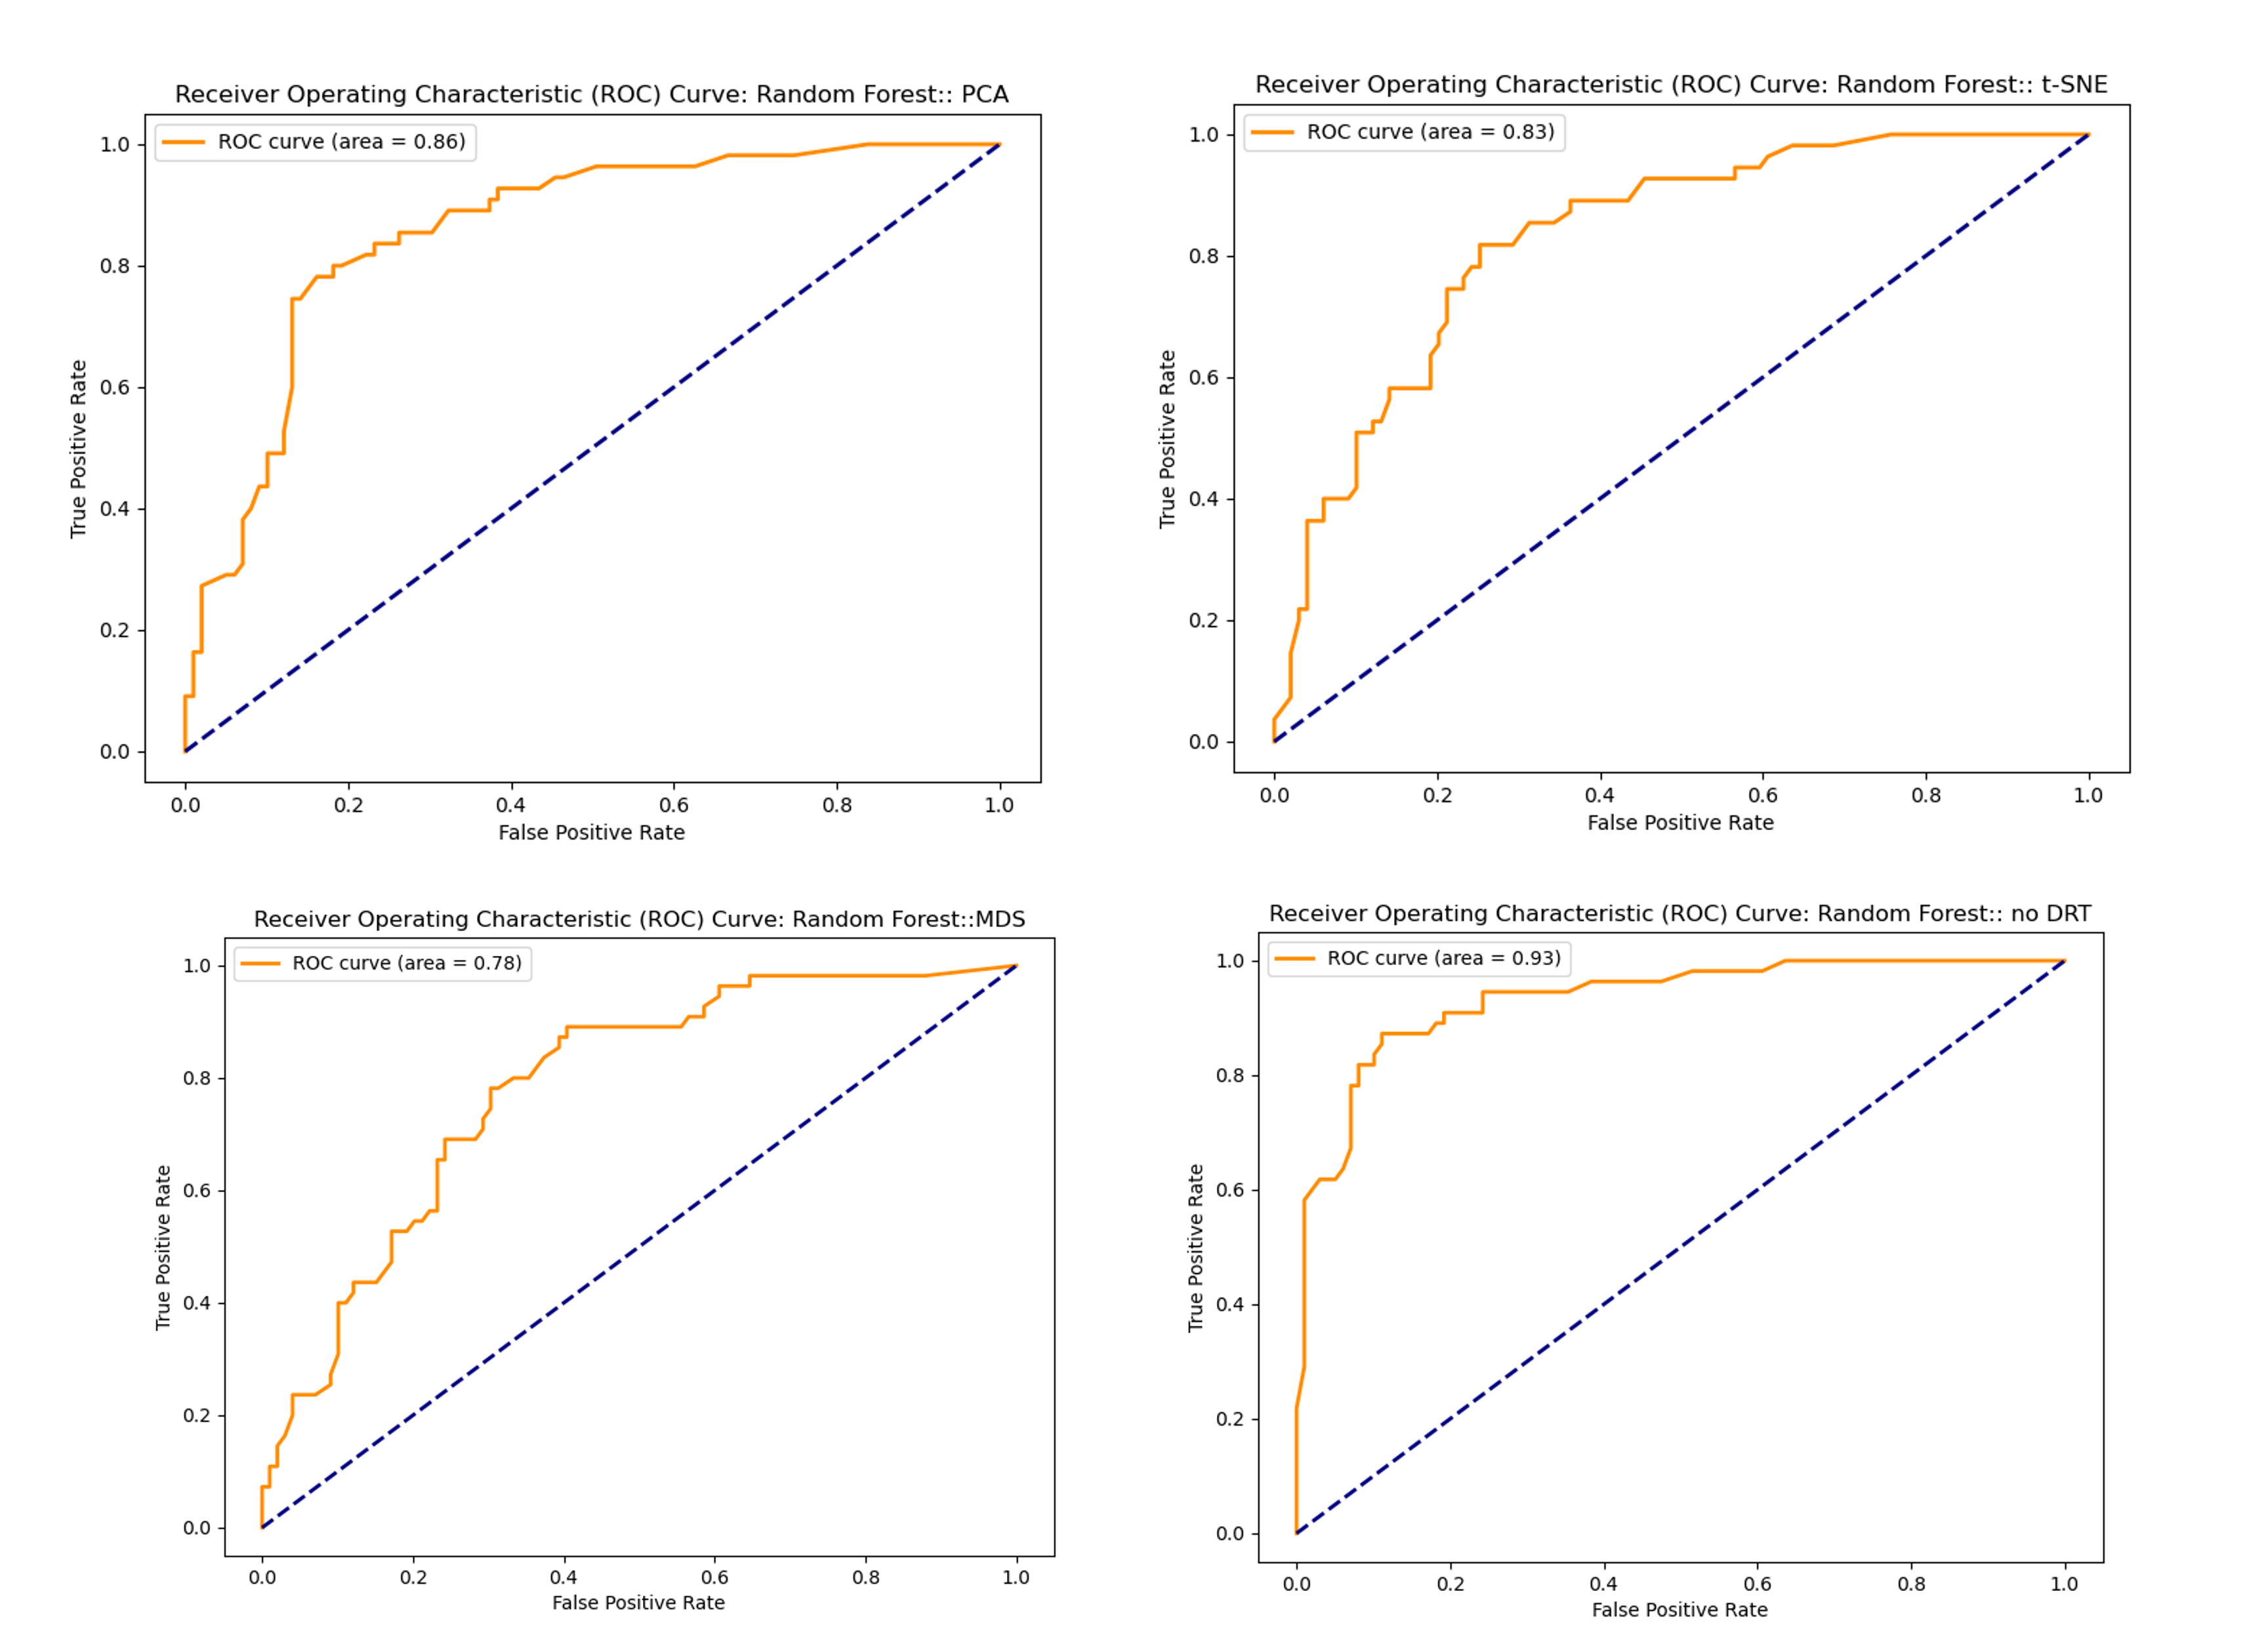 Receiver Operating Characteristic (ROC) Curve: Random Forest:: PCA
ROC curve (area = 0.86)
True Positive Rate
1.0
0.8
0.6
0.4
0.2
0.0
0.0 0.2 0.4 0.6 0.8 1.0
False Positive Rate
Receiver Operating Characteristic (ROC) Curve: Random Forest:: t-SNE
ROC curve (area = 0.83)
True Positive Rate
1.0
0.8
0.6
0.4
0.2
0.0
0.0 0.2 0.4 0.6 0.8 1.0
False Positive Rate
Receiver Operating Characteristic (ROC) Curve: Random Forest::MDS
ROC curve (area = 0.78)
True Positive Rate
1.0
0.8
0.6
0.4
0.2
0.0
0.0 0.2 0.4 0.6 0.8 1.0
False Positive Rate
Receiver Operating Characteristic (ROC) Curve: Random Forest:: no DRT
ROC curve (area = 0.93)
True Positive Rate
1.0
0.8
0.6
0.4
0.2
0.0
0.0 0.2 0.4 0.6 0.8 1.0
False Positive Rate